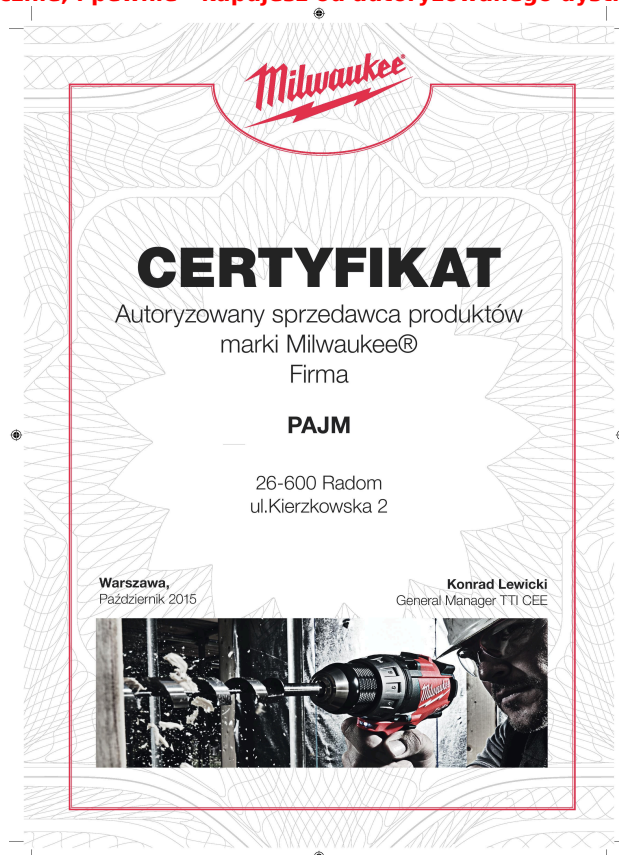 Milwaukee
CERTYFIKAT
Autoryzowany sprzedawca produktów
marki Milwaukee®
Firma
PAJM
26-600 Radom
ul.Kierzkowska 2
Warszawa,
Październik 2015
Konrad Lewicki
General Manager TTI CEE
Milwaukee